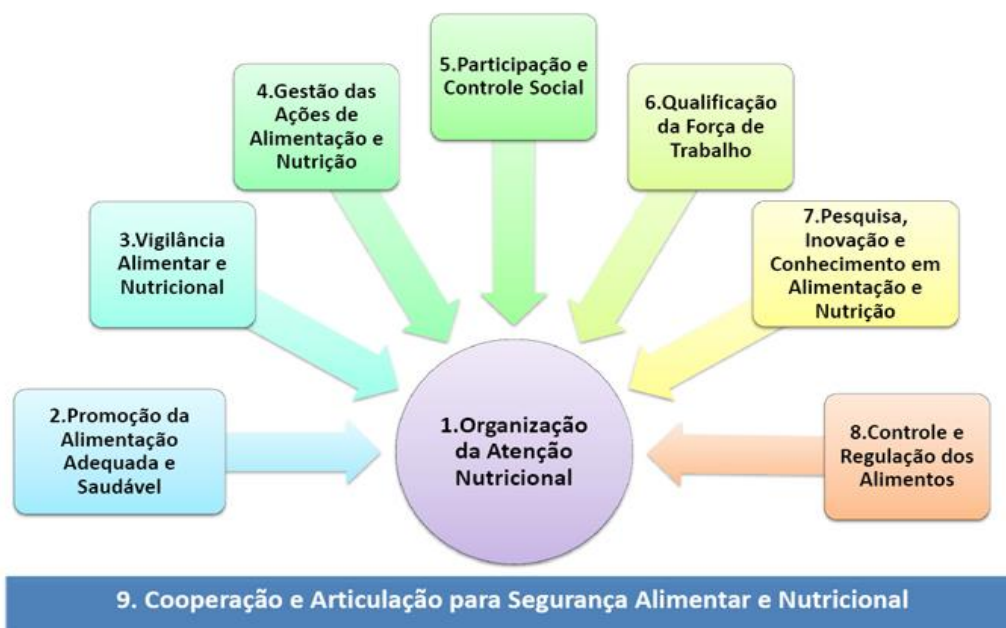 1.Organização
da Atenção
Nutricional
2.Promoção da
Alimentação
Adequada e
Saudável
3.Vigilância
Alimentar e
Nutricional
4.Gestão das
Ações de
Alimentação e
Nutrição
5.Participação e
Controle Social
6.Qualificação
da Força de
Trabalho
7.Pesquisa,
Inovação e
Conhecimento em
Alimentação e
Nutrição
8.Controle e
Regulação dos
Alimentos
9. Cooperação e Articulação para Segurança Alimentar e Nutricional